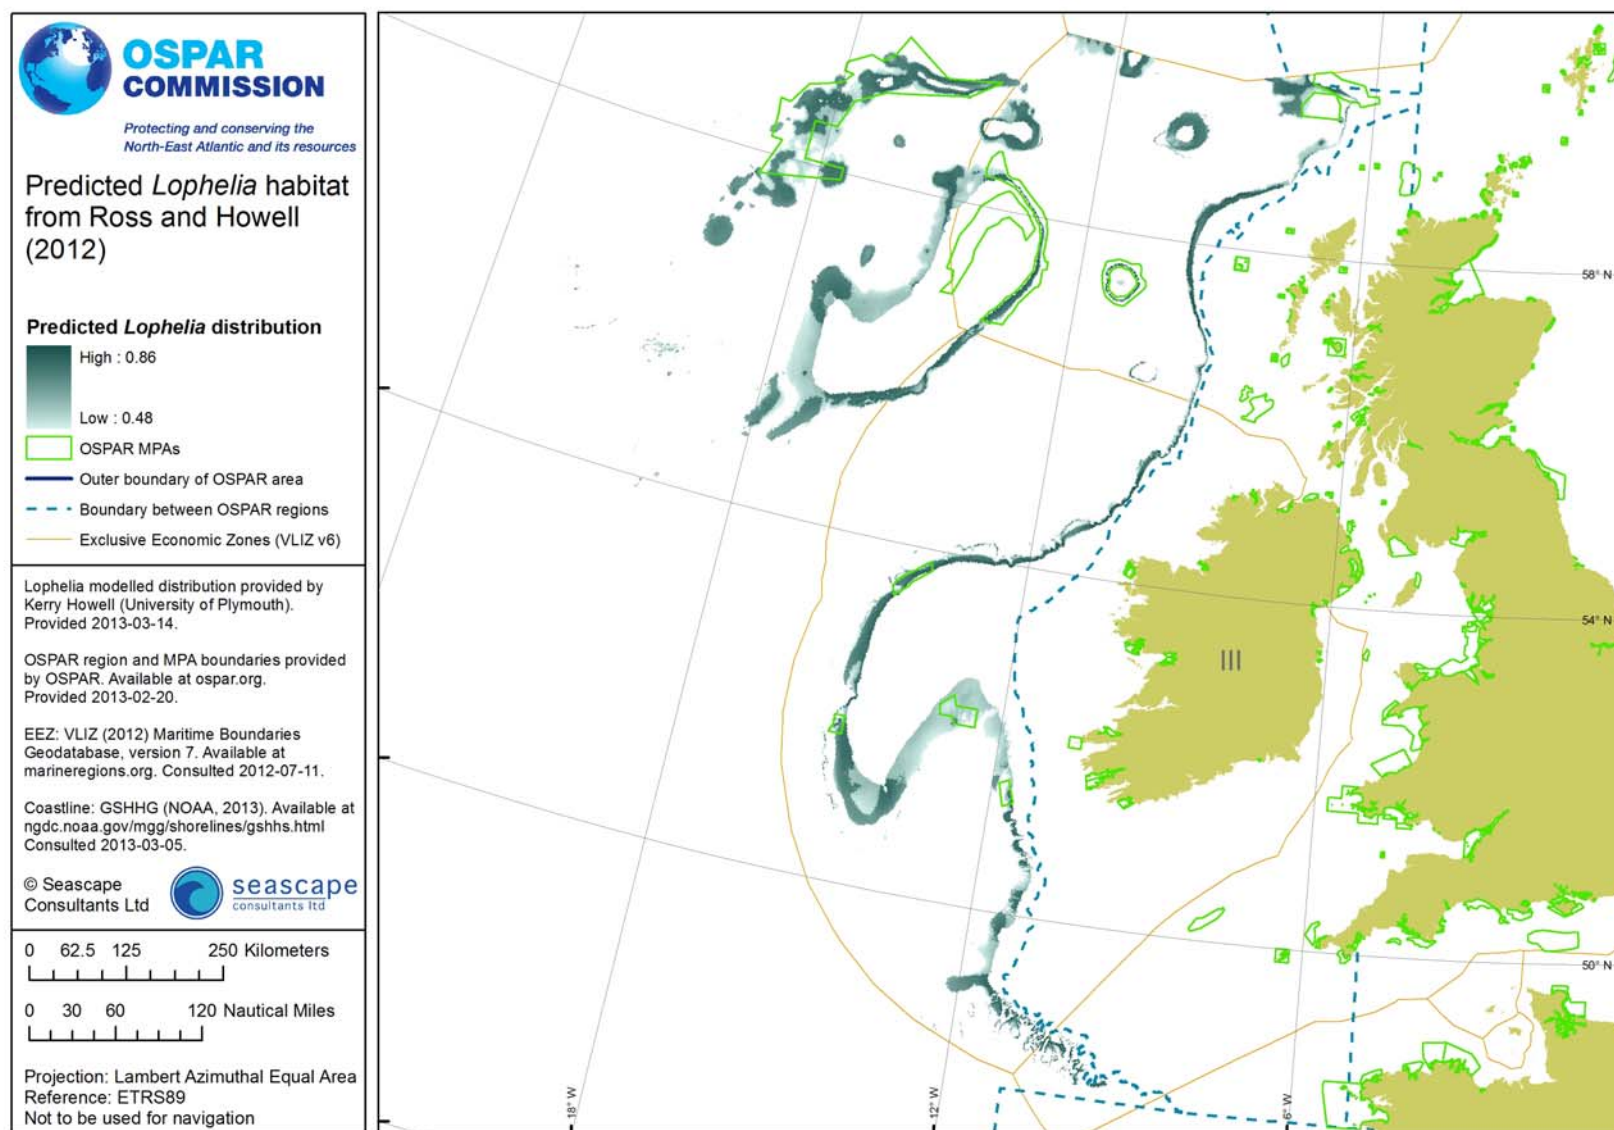 OSPAR
COMMISSION
Protecting and conserving the
North-East Atlantic and its resources
Predicted Lophelia habitat
from Ross and Howell
(2012)
Predicted Lophelia distribution
High : 0.86
Low : 0.48
OSPAR MPAs
Outer boundary of OSPAR area
Boundary between OSPAR regions
Exclusive Economic Zones (VLIZ v6)
Lophelia modelled distribution provided by
Kerry Howell (University of Plymouth).
Provided 2013-03-14.
OSPAR region and MPA boundaries provided
by OSPAR. Available at ospar.org.
Provided 2013-02-20.
EEZ: VLIZ (2012) Maritime Boundaries
Geodatabase, version 7. Available at
marineregions.org. Consulted 2012-07-11.
Coastline: GSHHG (NOAA, 2013). Available at
ngdc.noaa.gov/mgg/shorelines/gshhs.html
Consulted 2013-03-05.
© Seascape
Consultants Ltd
seascape
consultants ltd
0 62.5 125 250 Kilometers
0 30 60 120 Nautical Miles
Projection: Lambert Azimuthal Equal Area
Reference: ETRS89
Not to be used for navigation
58° N
54° N
III
50° N
18° W
12° W
6° W